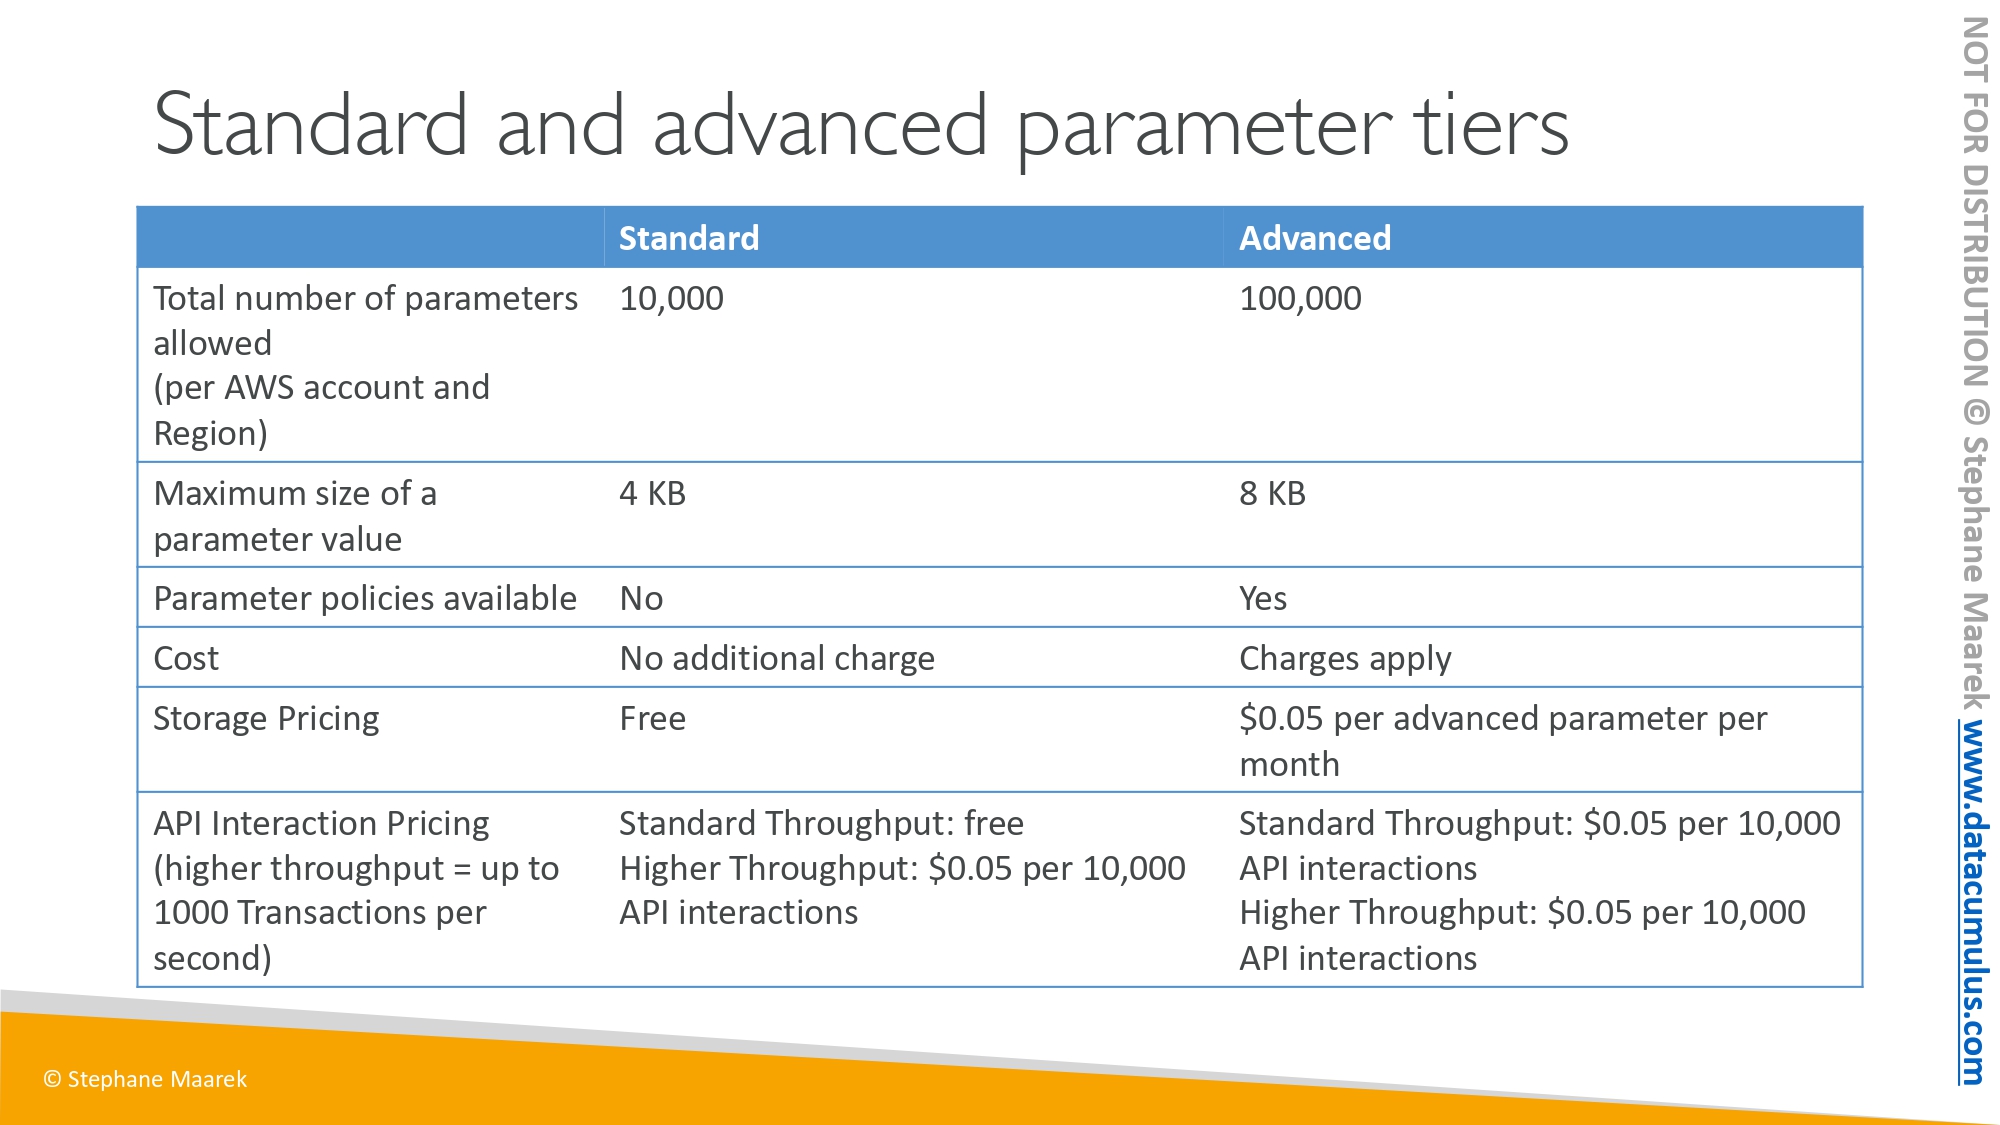 Standard and advanced parameter tiers
Standard
Advanced
Total number of parameters
allowed
(per AWS account and
Region)
10,000
100,000
Maximum size of a
parameter value
4 KB
8 KB
Parameter policies available
No
Yes
Cost
No additional charge
Charges apply
Storage Pricing
Free
$0.05 per advanced parameter per
month
API Interaction Pricing
(higher throughput = up to
1000 Transactions per
second)
Standard Throughput: free
Higher Throughput: $0.05 per 10,000
API interactions
Standard Throughput: $0.05 per 10,000
API interactions
Higher Throughput: $0.05 per 10,000
API interactions
© Stephane Maarek
NOT FOR DISTRIBUTION © Stephane Maarek www.datacumulus.com